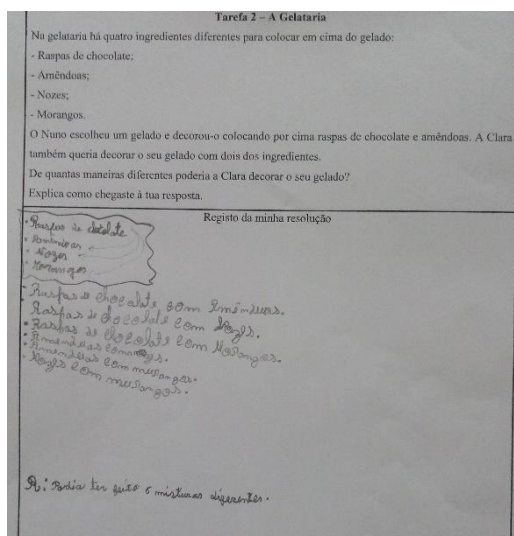 Tarefa 2 – A Gelataria
Na gelataria há quatro ingredientes diferentes para colocar em cima do gelado:
- Raspas de chocolate;
- Amêndoas;
- Nozes;
- Morangos.
O Nuno escolheu um gelado e decorou-o colocando por cima raspas de chocolate e amêndoas. A Clara
também queria decorar o seu gelado com dois dos ingredientes.
De quantas maneiras diferentes poderia a Clara decorar o seu gelado?
Explica como chegaste à tua resposta.
Registo da minha resolução
• Raspas de chocolate
• Amêndoas
• Nozes
• Morangos
• Raspas de chocolate com Amêndoas.
Raspas de chocolate com Nozes.
• Raspas de chocolate com Morangos.
• Amêndoas com nozes.
• Amêndoas com morangos.
• Nozes com morangos.
R: Podia ter feito 6 misturas diferentes.